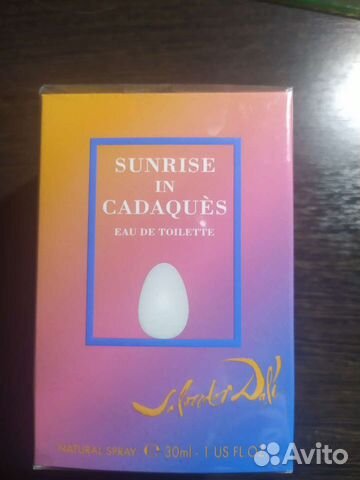 SUNRISE
IN
CADAQUÈS
EAU DE TOILETTE
Salvador Dalí
NATURAL SPRAY ℮ 30ml - 1 US FL.OZ
Avito